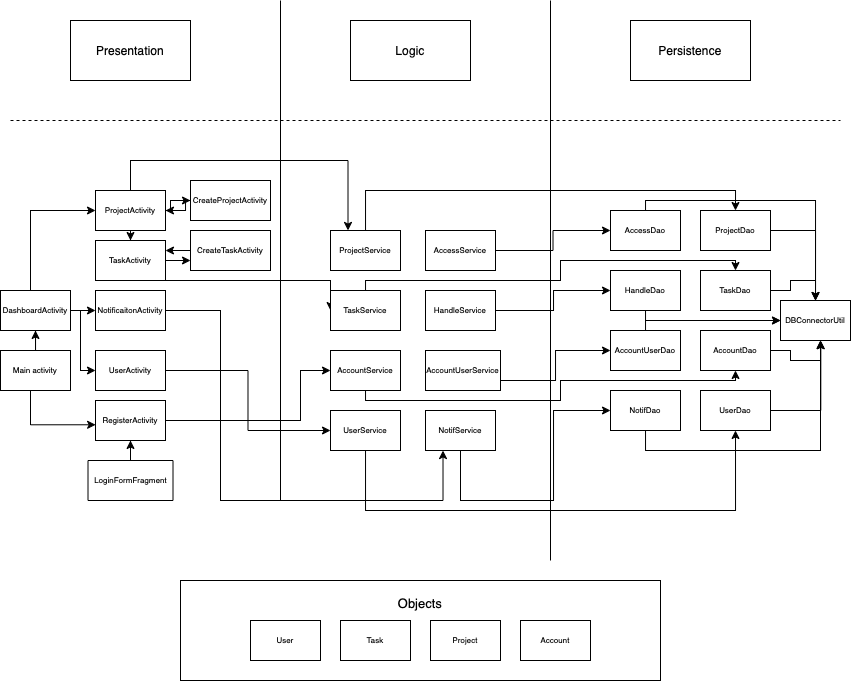 Presentation
Logic
Persistence
ProjectActivity
CreateProjectActivity
TaskActivity
CreateTaskActivity
DashboardActivity
NotificaitonActivity
Main activity
UserActivity
RegisterActivity
LoginFormFragment
ProjectService
AccessService
TaskService
HandleService
AccountService
AccountUserService
UserService
NotifService
AccessDao
ProjectDao
HandleDao
TaskDao
DBConnectorUtil
AccountUserDao
AccountDao
NotifDao
UserDao
Objects
User
Task
Project
Account